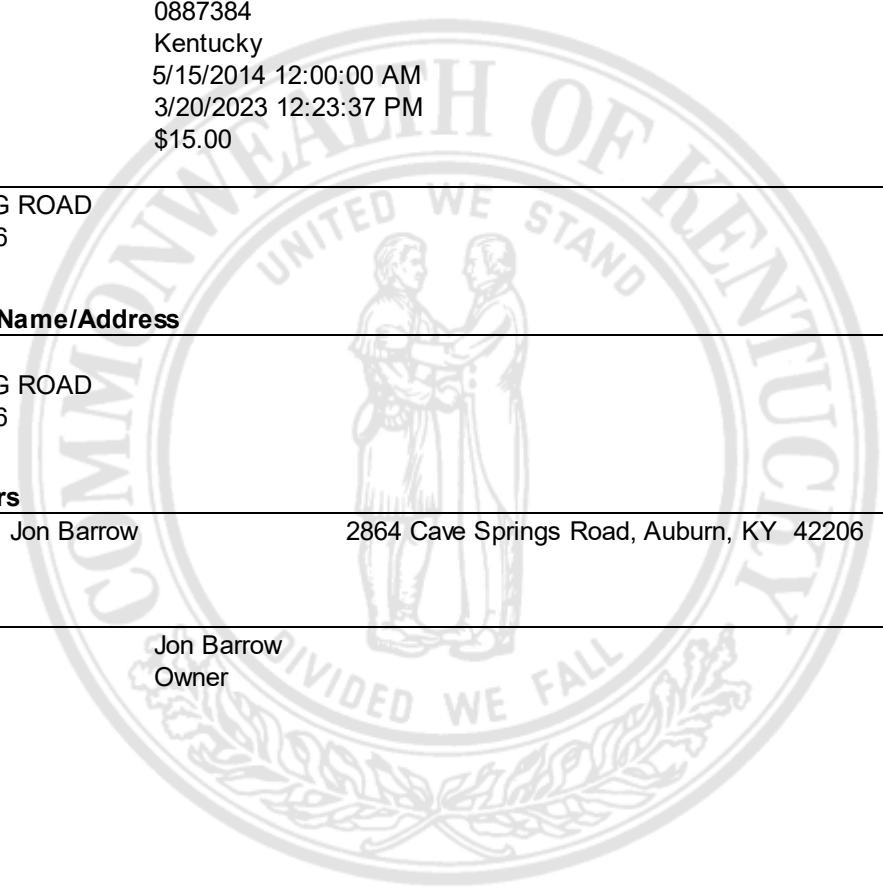 0887384
Kentucky
5/15/2014 12:00:00 AM
3/20/2023 12:23:37 PM
$15.00
G ROAD
6
Name/Address
G ROAD
6
rs
Jon Barrow 2864 Cave Springs Road, Auburn, KY 42206
Jon Barrow
Owner
COMMONWEALTH OF KENTUCKY
UNITED WE STAND
DIVIDED WE FALL